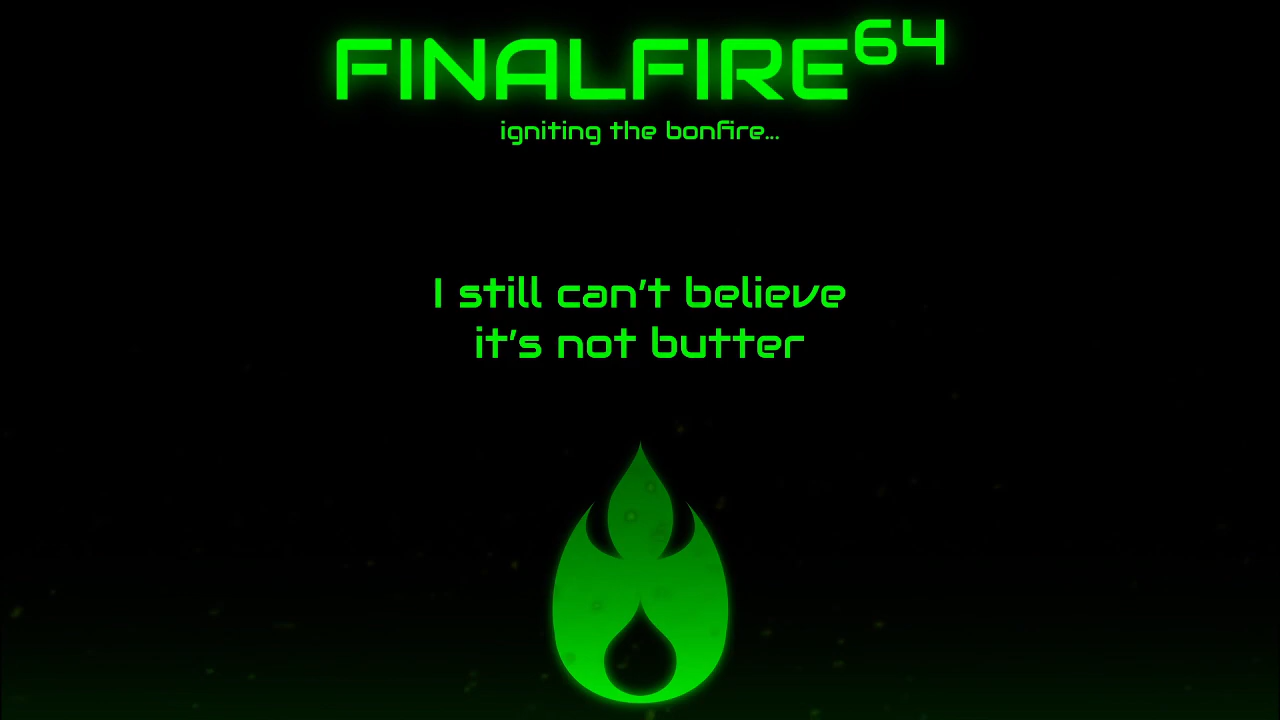 FINALFIRE64
igniting the bonfire...
I still can't believe
it's not butter